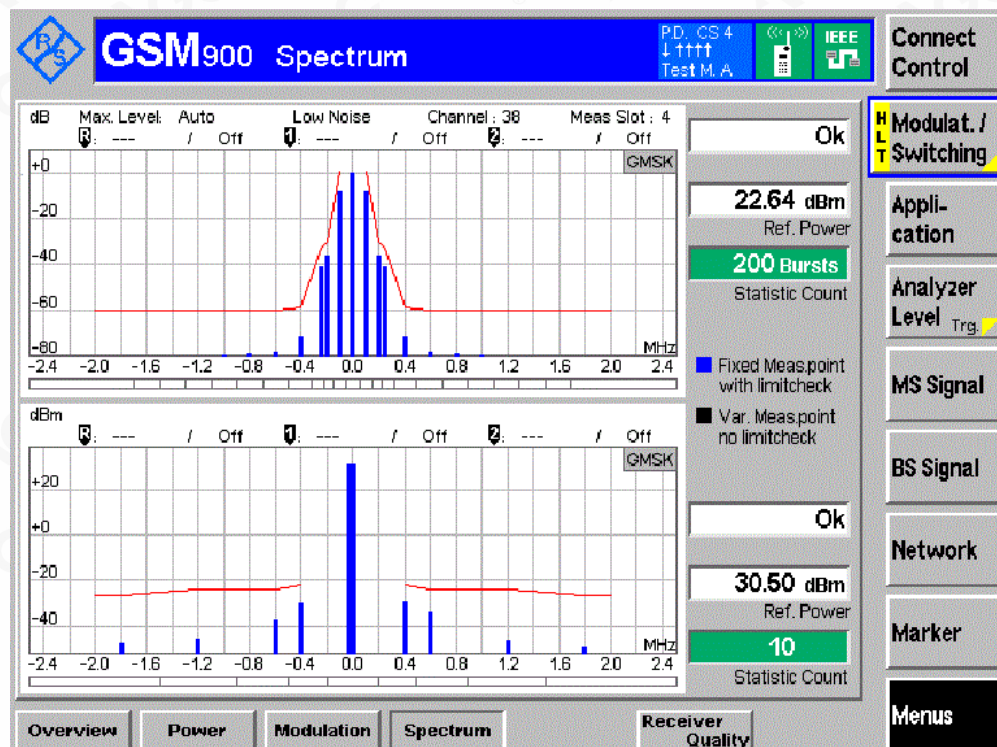 R/S
GSM900 Spectrum
P.D. CS 4
↓ ↑↑↑↑
Test M. A
IEEE
Connect Control
H L T
Modulat. / Switching
Appli-
cation
Analyzer
Level Trg.
MS Signal
BS Signal
Network
Marker
Menus
dB Max. Level: Auto Low Noise Channel : 38 Meas Slot : 4
R : --- / Off 1 : --- / Off 2 : --- / Off
GMSK
+0
-20
-40
-60
-80
MHz
-2.4 -2.0 -1.6 -1.2 -0.8 -0.4 0.0 0.4 0.8 1.2 1.6 2.0 2.4
Ok
22.64 dBm
Ref. Power
200 Bursts
Statistic Count
Fixed Meas.point
with limitcheck
Var. Meas.point
no limitcheck
dBm
R : --- / Off 1 : --- / Off 2 : --- / Off
GMSK
+20
+0
-20
-40
MHz
-2.4 -2.0 -1.6 -1.2 -0.8 -0.4 0.0 0.4 0.8 1.2 1.6 2.0 2.4
Ok
30.50 dBm
Ref. Power
10
Statistic Count
Overview Power Modulation Spectrum Receiver
Quality